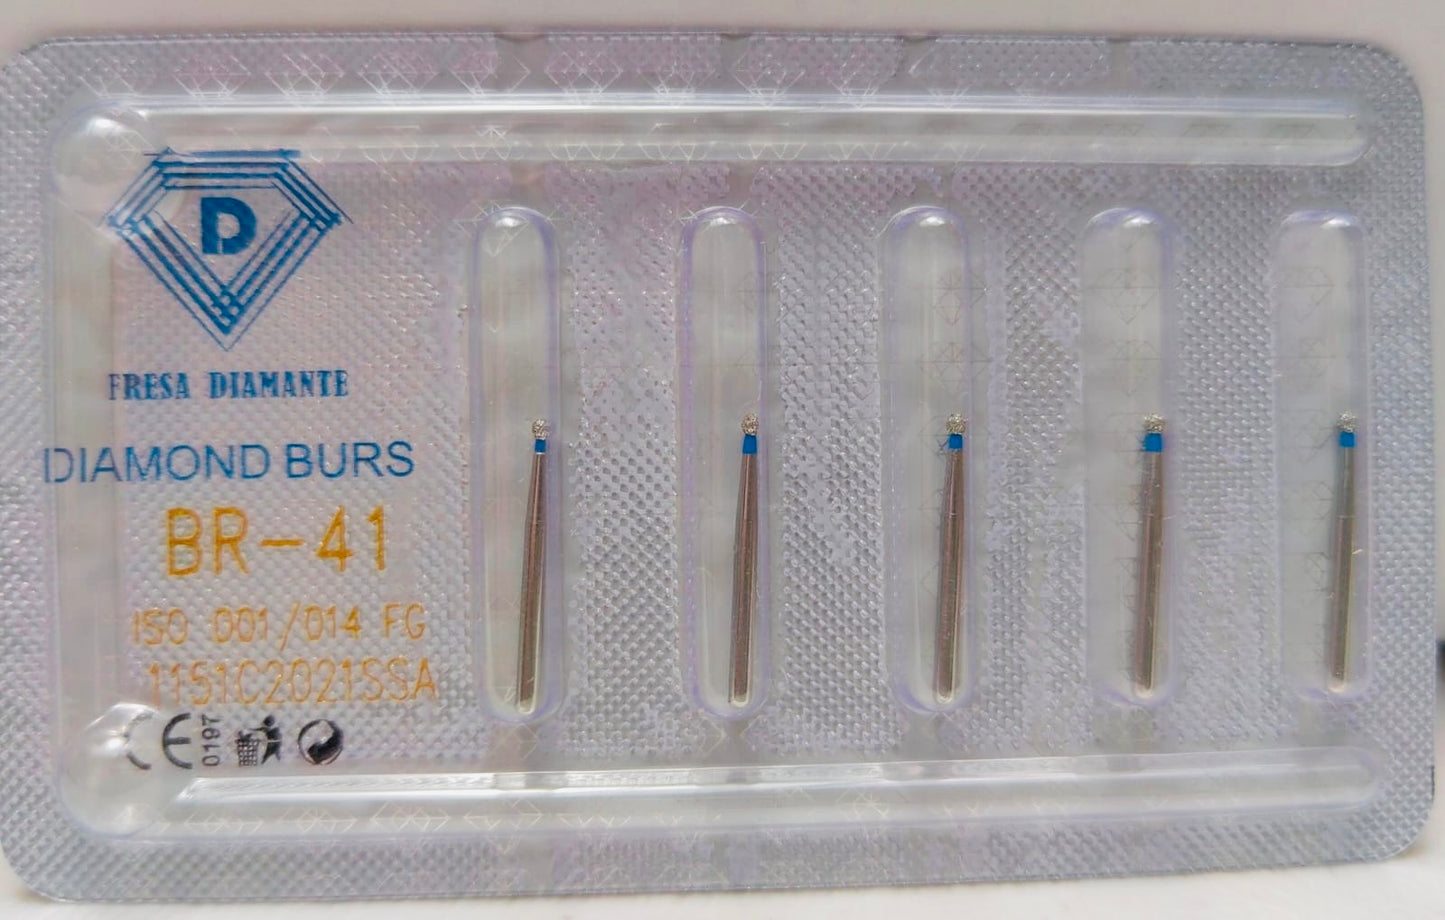 D
FRESA DIAMANTE
DIAMOND BURS
BR-41
ISO 001/014 FG
1151C2021SSA
CE 0197